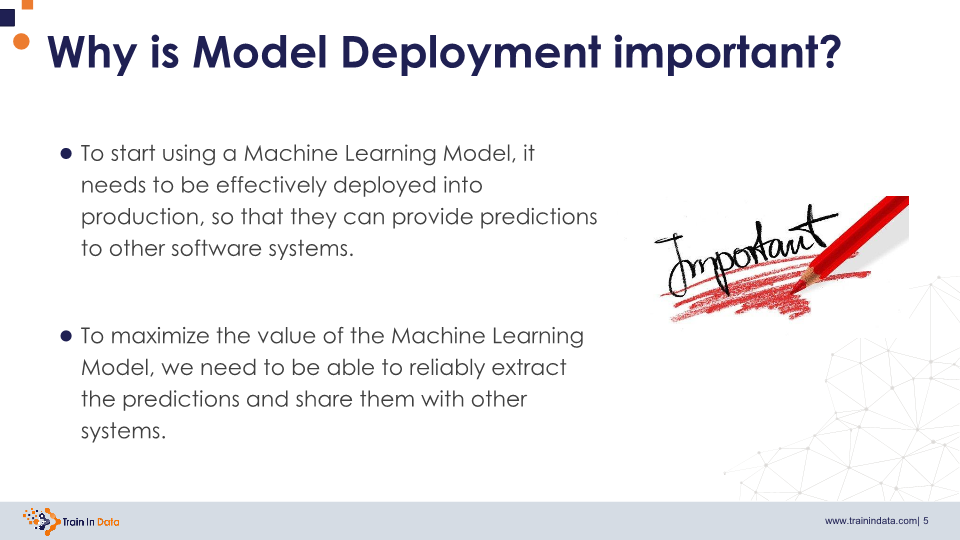 Why is Model Deployment important?
● To start using a Machine Learning Model, it
needs to be effectively deployed into
production, so that they can provide predictions
to other software systems.
Important
● To maximize the value of the Machine Learning
Model, we need to be able to reliably extract
the predictions and share them with other
systems.
Train In Data
www.trainindata.com| 5